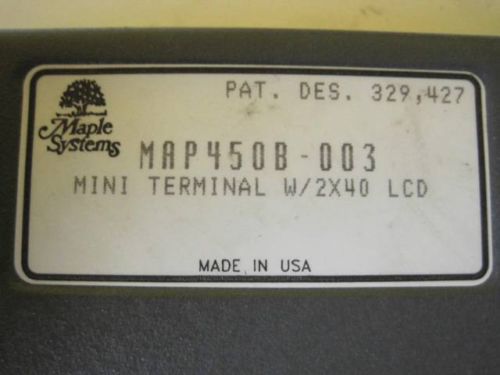 PAT. DES. 329,427
Maple
Systems
MAP450B-003
MINI TERMINAL W/2X40 LCD
MADE IN USA